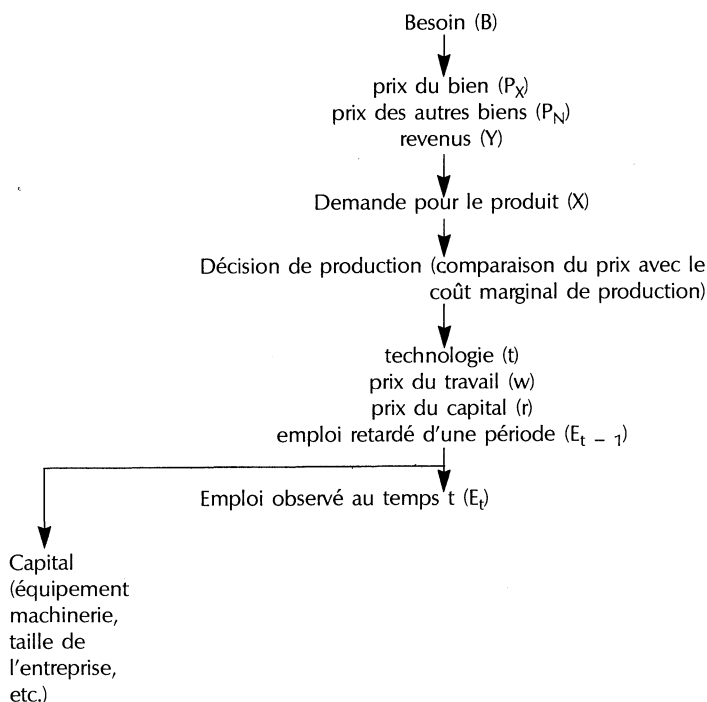 Besoin (B)
prix du bien (P_X)
prix des autres biens (P_N)
revenus (Y)
Demande pour le produit (X)
Décision de production (comparaison du prix avec le
coût marginal de production)
technologie (t)
prix du travail (w)
prix du capital (r)
emploi retardé d'une période (E_{t – 1})
Emploi observé au temps t (E_t)
Capital
(équipement
machinerie,
taille de
l'entreprise,
etc.)